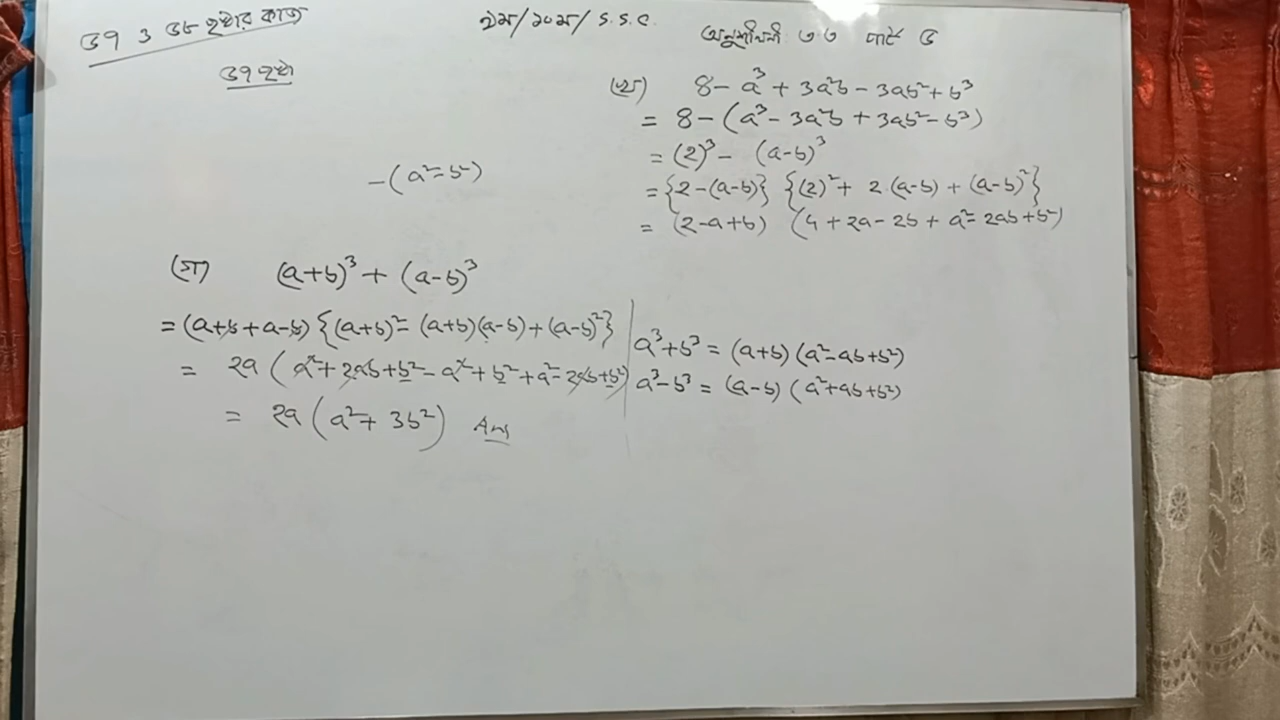 ৩৭ ও ৩৮ নং এর কাজ
৯ম/১০ম/ S.S.C.
অনুশীলনী ৩.৩ পার্ট ৩
(খ) 8 - a³ + 3a²b - 3ab² + b³
= 8 - (a³ - 3a²b + 3ab² - b³)
= (2)³ - (a-b)³
= {2-(a-b)} {(2)² + 2.(a-b) + (a-b)²}
= (2-a+b) (4 + 2a - 2b + a² - 2ab + b²)
-(a²-b²)
(গ) (a+b)³ + (a-b)³
= (a+b+a-b) {(a+b)² - (a+b)(a-b) + (a-b)²}
= 2a (a² + 2ab + b² - a² + b² + a² - 2ab + b²)
= 2a (a² + 3b²) Ans
a³+b³ = (a+b) (a²-ab+b²)
a³-b³ = (a-b) (a²+ab+b²)